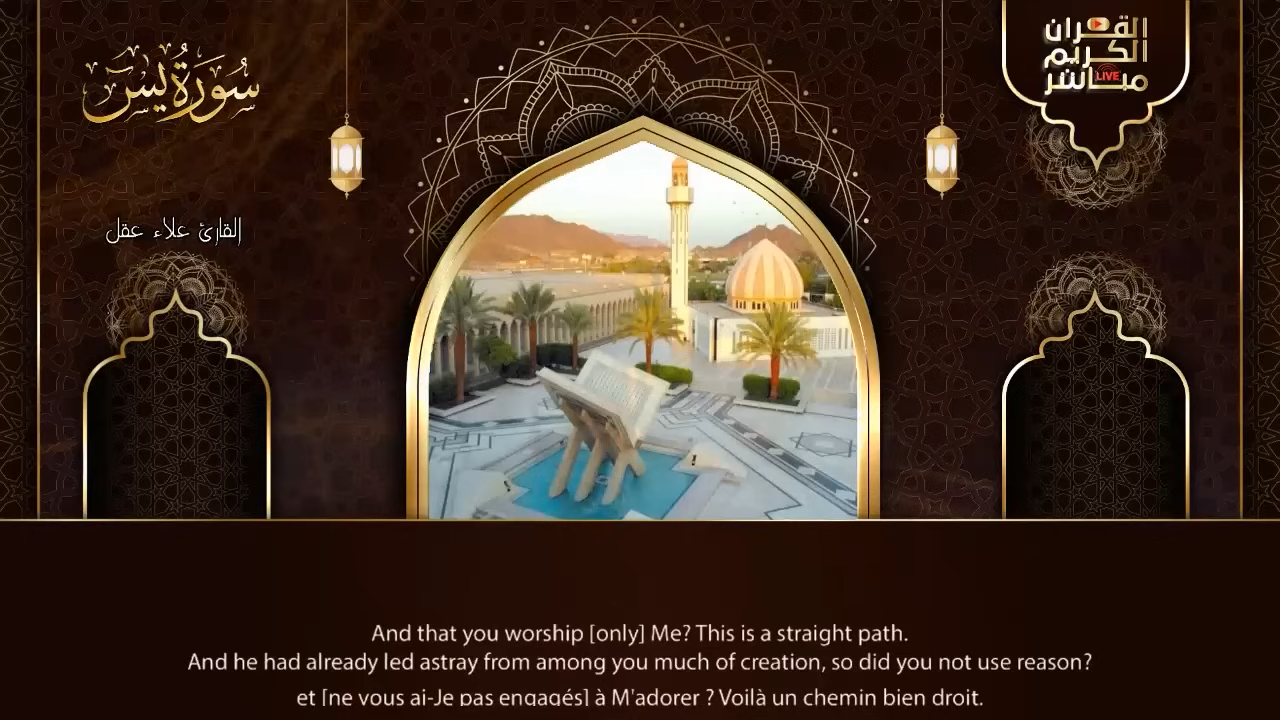 سُورَةُ يسٓ
القرآن
الكريم
مباشر
LIVE
القارئ علاء عقل
And that you worship [only] Me? This is a straight path.
And he had already led astray from among you much of creation, so did you not use reason?
et [ne vous ai-Je pas engagés] à M'adorer ? Voilà un chemin bien droit.